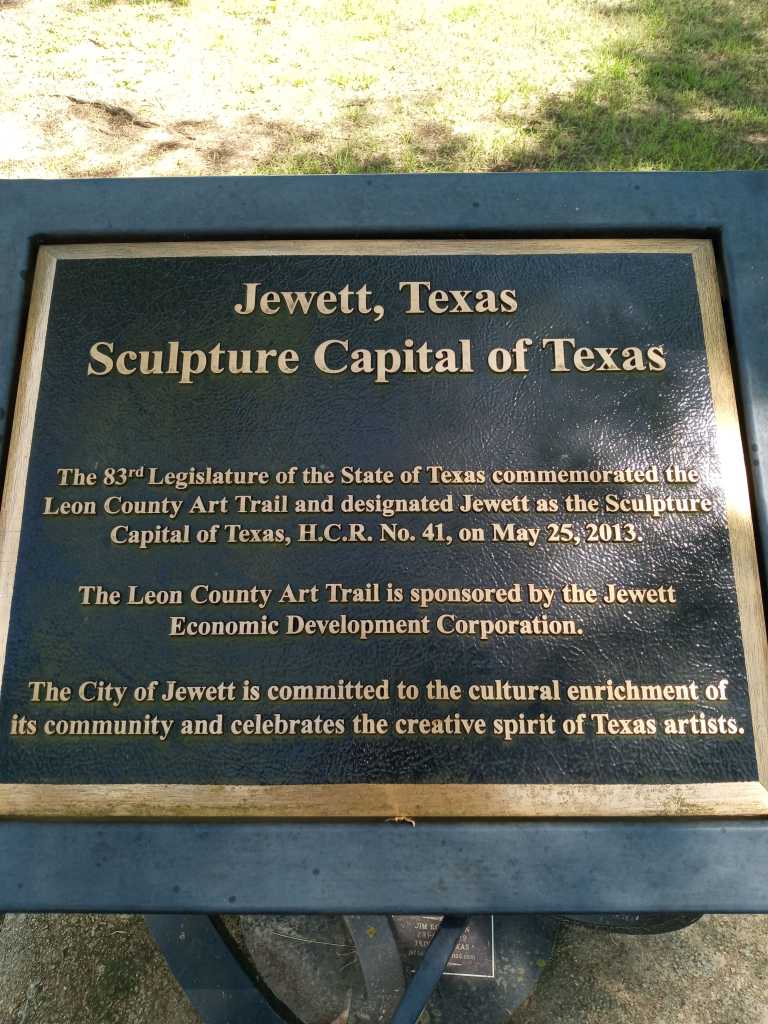 Jewett, Texas
Sculpture Capital of Texas
The 83rd Legislature of the State of Texas commemorated the
Leon County Art Trail and designated Jewett as the Sculpture
Capital of Texas, H.C.R. No. 41, on May 25, 2013.
The Leon County Art Trail is sponsored by the Jewett
Economic Development Corporation.
The City of Jewett is committed to the cultural enrichment of
its community and celebrates the creative spirit of Texas artists.
JIM